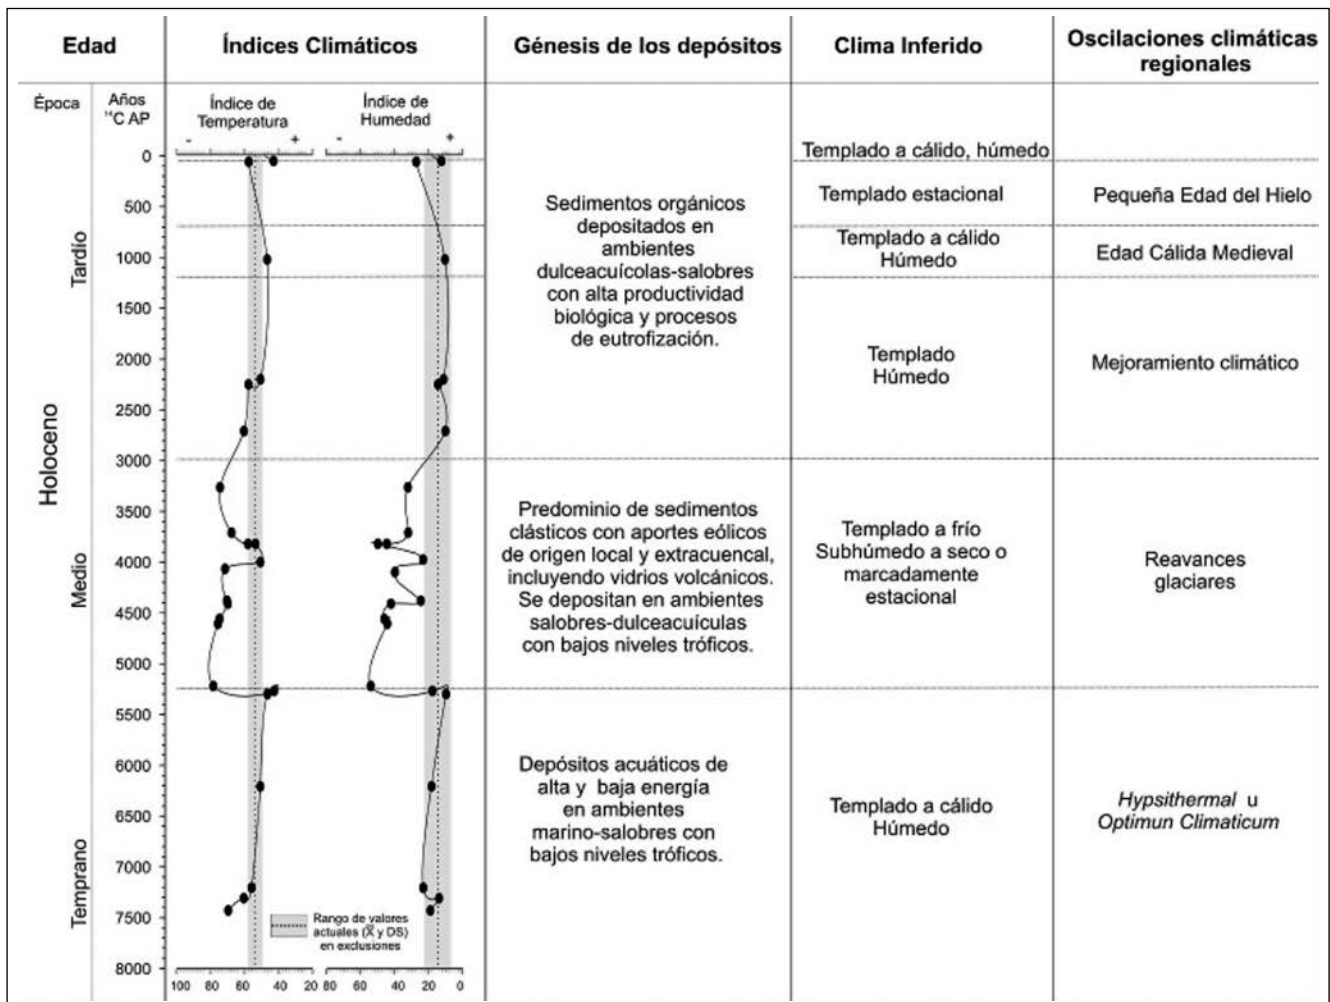 Edad
Índices Climáticos
Génesis de los depósitos
Clima Inferido
Oscilaciones climáticas
regionales
Época
Años
¹⁴C AP
Índice de
Temperatura
- +
Índice de
Humedad
- +
0
500
1000
1500
2000
2500
3000
3500
4000
4500
5000
5500
6000
6500
7000
7500
8000
Holoceno
Tardío
Medio
Temprano
Sedimentos orgánicos
depositados en
ambientes
dulceacuícolas-salobres
con alta productividad
biológica y procesos
de eutrofización.
Predominio de sedimentos
clásticos con aportes eólicos
de origen local y extracuencal,
incluyendo vidrios volcánicos.
Se depositan en ambientes
salobres-dulceacuículas
con bajos niveles tróficos.
Depósitos acuáticos de
alta y baja energía
en ambientes
marino-salobres con
bajos niveles tróficos.
Templado a cálido, húmedo
Templado estacional
Templado a cálido
Húmedo
Templado
Húmedo
Templado a frío
Subhúmedo a seco o
marcadamente
estacional
Templado a cálido
Húmedo
Pequeña Edad del Hielo
Edad Cálida Medieval
Mejoramiento climático
Reavances
glaciares
Hypsithermal u
Optimun Climaticum
Rango de valores
actuales (X̅ y DS)
en exclusiones
100 80 60 40 20
80 60 40 20 0